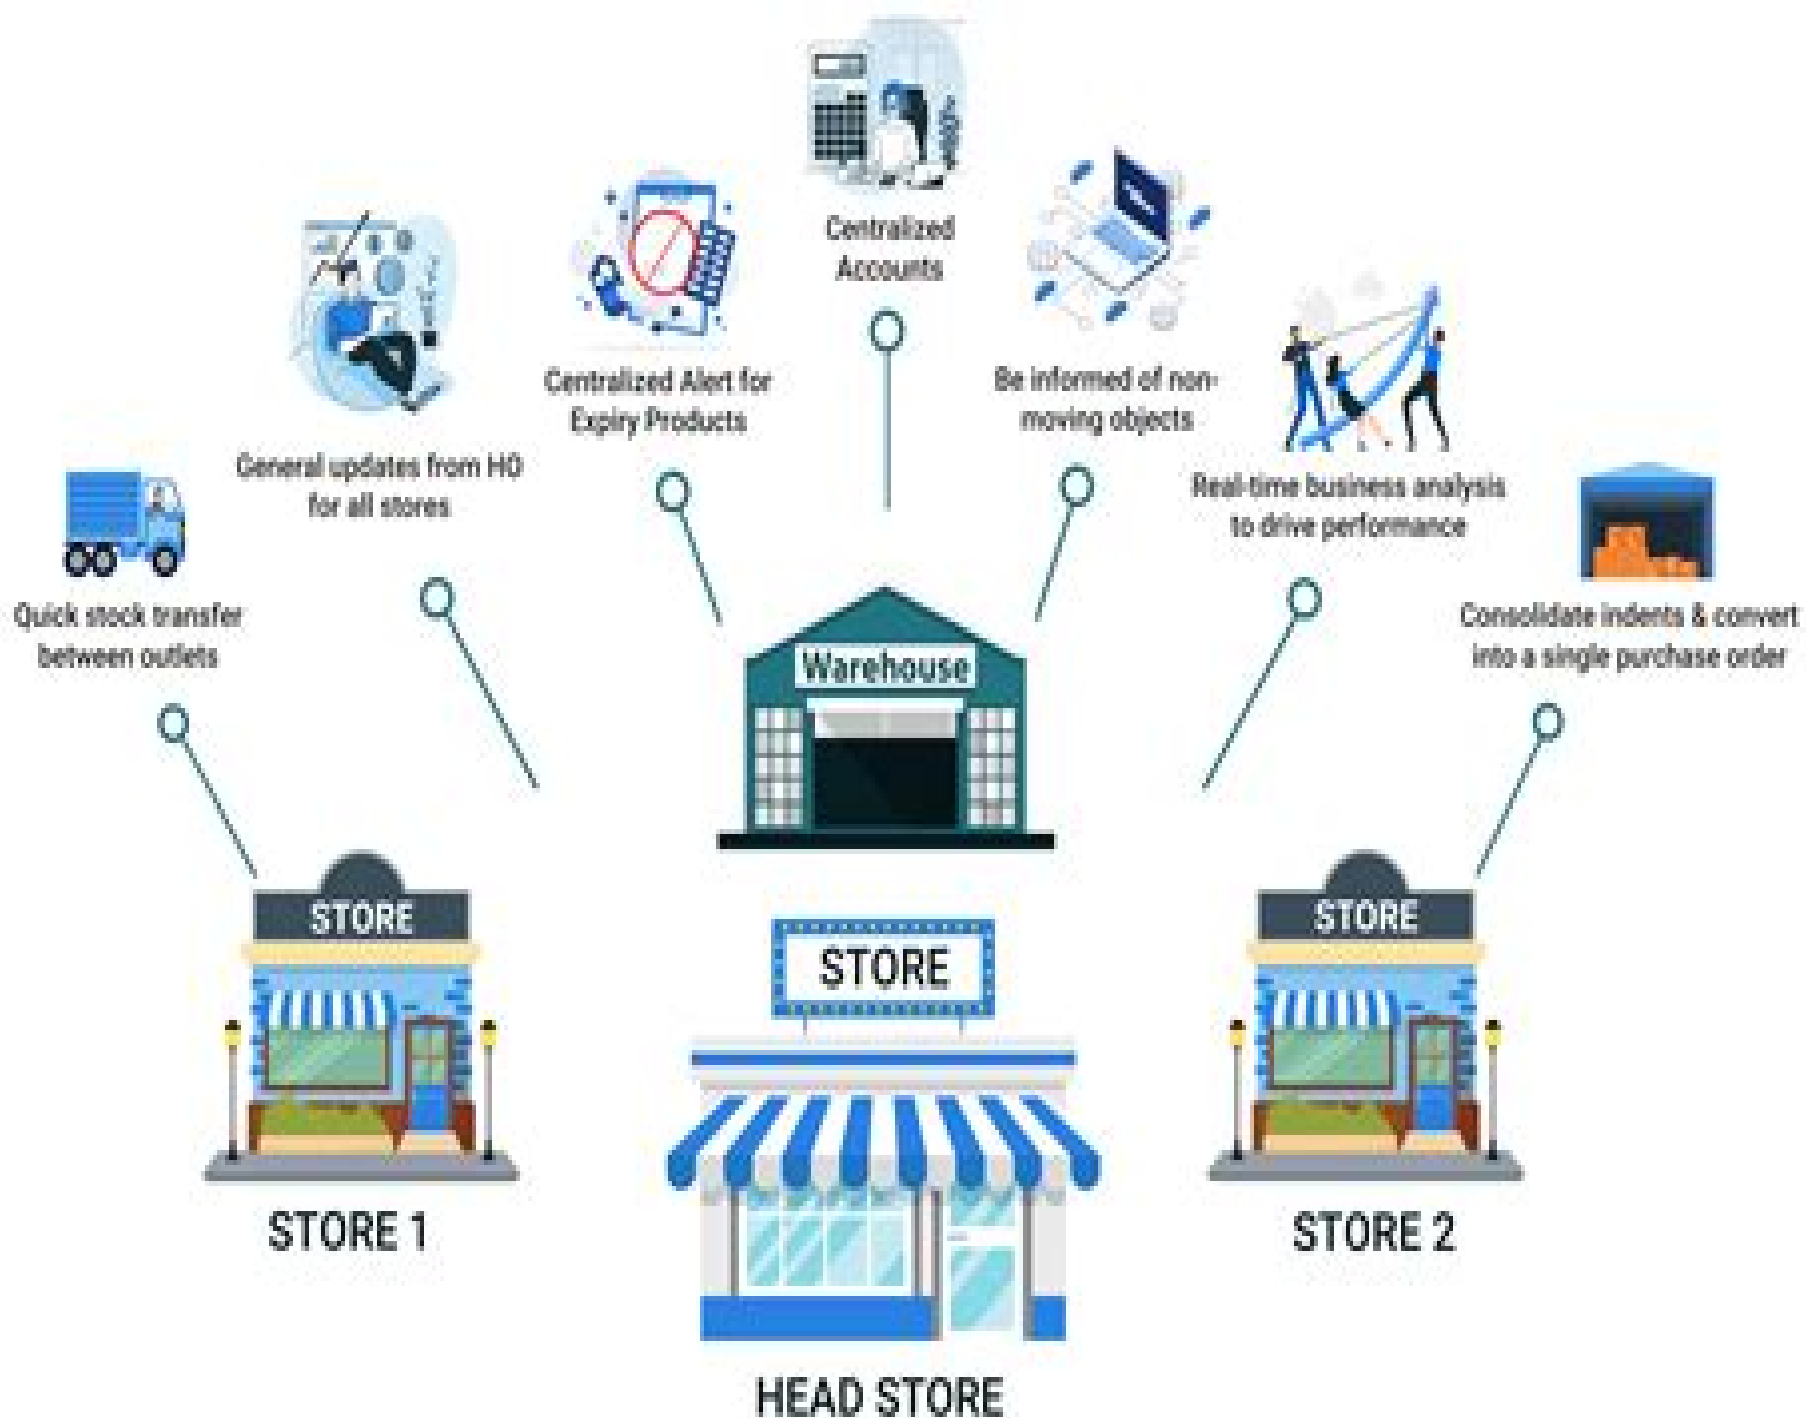 Centralized
Accounts
Centralized Alert for
Expiry Products
Be informed of non-
moving objects
General updates from HO
for all stores
Real-time business analysis
to drive performance
Quick stock transfer
between outlets
Consolidate indents & convert
into a single purchase order
Warehouse
STORE
STORE
STORE
STORE 1
STORE 2
HEAD STORE